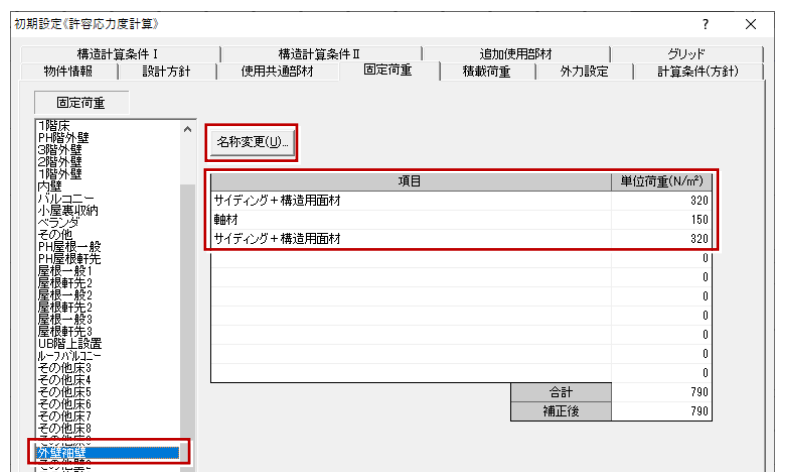 初期設定《許容応力度計算》
? ×
構造計算条件Ⅰ 構造計算条件Ⅱ 追加使用部材 グリッド
物件情報 設計方針 使用共通部材 固定荷重 積載荷重 外力設定 計算条件(方針)
固定荷重
1階床
PH階外壁
3階外壁
2階外壁
1階外壁
内壁
バルコニー
小屋裏収納
ベランダ
その他
PH屋根一般
PH屋根軒先
屋根一般1
屋根軒先2
屋根一般2
屋根軒先2
屋根一般3
屋根軒先3
UB階上設置
ルーフバルコニー
その他床3
その他床4
その他床5
その他床6
その他床7
その他床8
外壁袖壁
名称変更(U)...
項目 単位荷重(N/m²)
サイディング+構造用面材 320
軸材 150
サイディング+構造用面材 320
0
0
0
0
0
0
0
合計 790
補正後 790